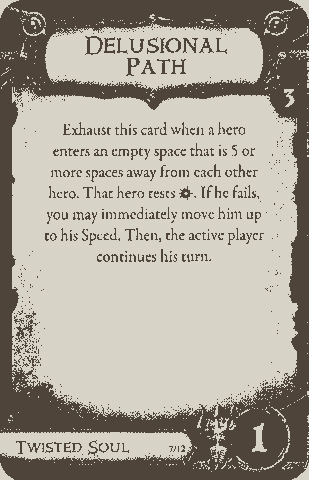 Delusional
Path
3
Exhaust this card when a hero
enters an empty space that is 5 or
more spaces away from each other
hero. That hero tests . If he fails,
you may immediately move him up
to his Speed. Then, the active player
continues his turn.
Twisted Soul 7/12
1